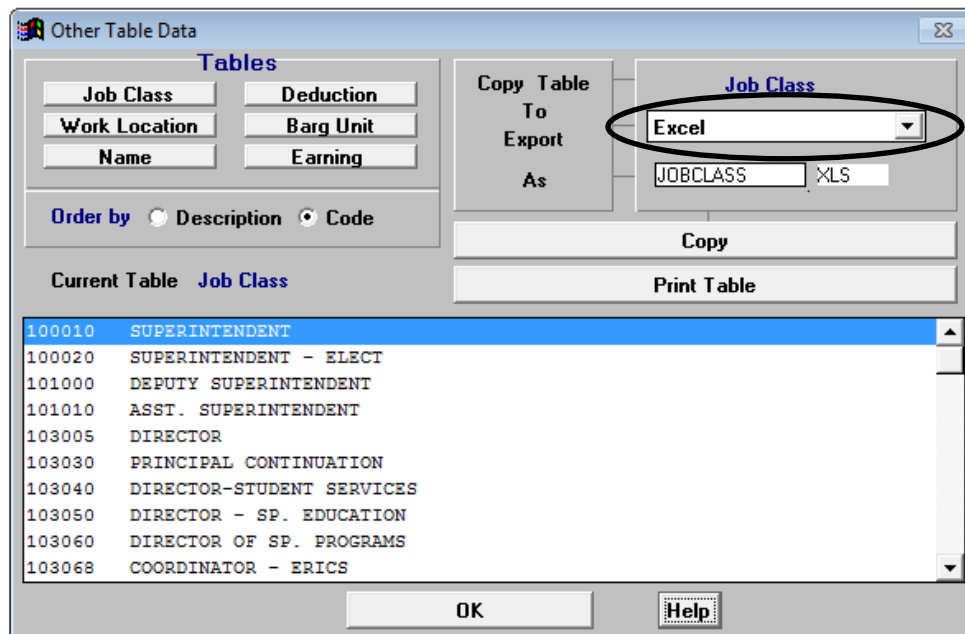 Other Table Data
Tables
Job Class
Deduction
Work Location
Barg Unit
Name
Earning
Order by Description Code
Current Table Job Class
Copy Table
To
Export
As
Job Class
Excel
JOBCLASS XLS
Copy
Print Table
100010 SUPERINTENDENT
100020 SUPERINTENDENT - ELECT
101000 DEPUTY SUPERINTENDENT
101010 ASST. SUPERINTENDENT
103005 DIRECTOR
103030 PRINCIPAL CONTINUATION
103040 DIRECTOR-STUDENT SERVICES
103050 DIRECTOR - SP. EDUCATION
103060 DIRECTOR OF SP. PROGRAMS
103068 COORDINATOR - ERICS
OK
Help